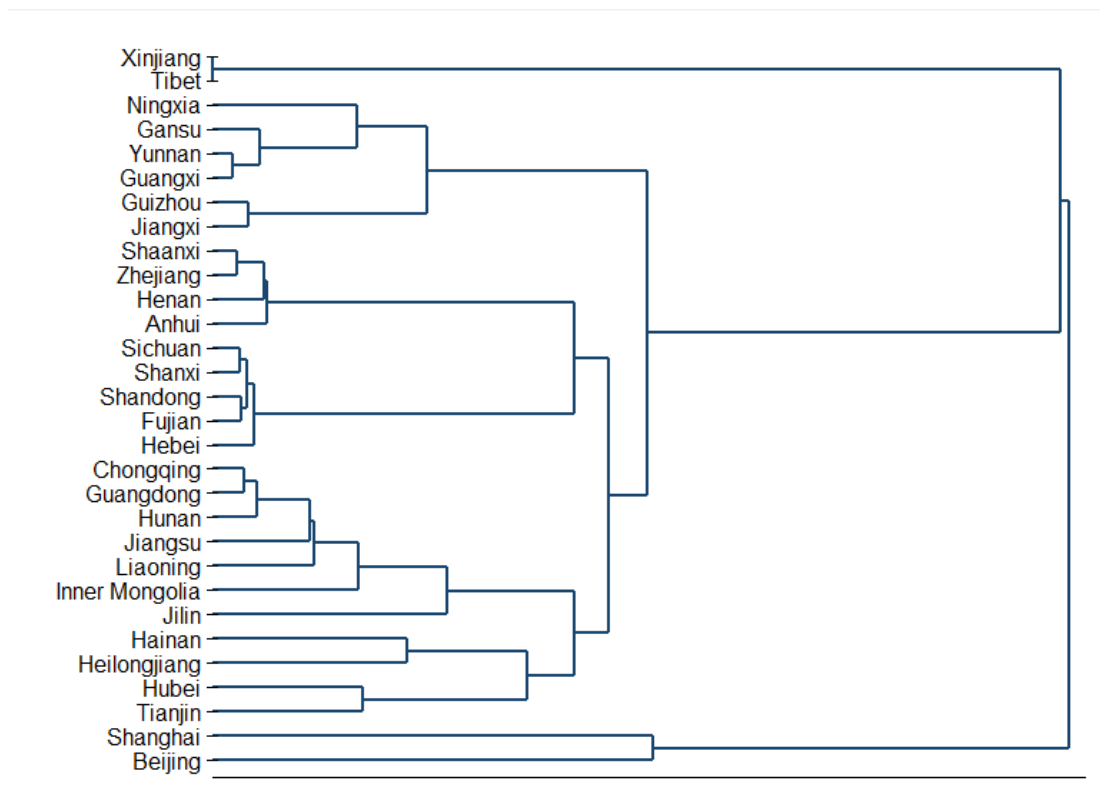 Xinjiang
Tibet
Ningxia
Gansu
Yunnan
Guangxi
Guizhou
Jiangxi
Shaanxi
Zhejiang
Henan
Anhui
Sichuan
Shanxi
Shandong
Fujian
Hebei
Chongqing
Guangdong
Hunan
Jiangsu
Liaoning
Inner Mongolia
Jilin
Hainan
Heilongjiang
Hubei
Tianjin
Shanghai
Beijing